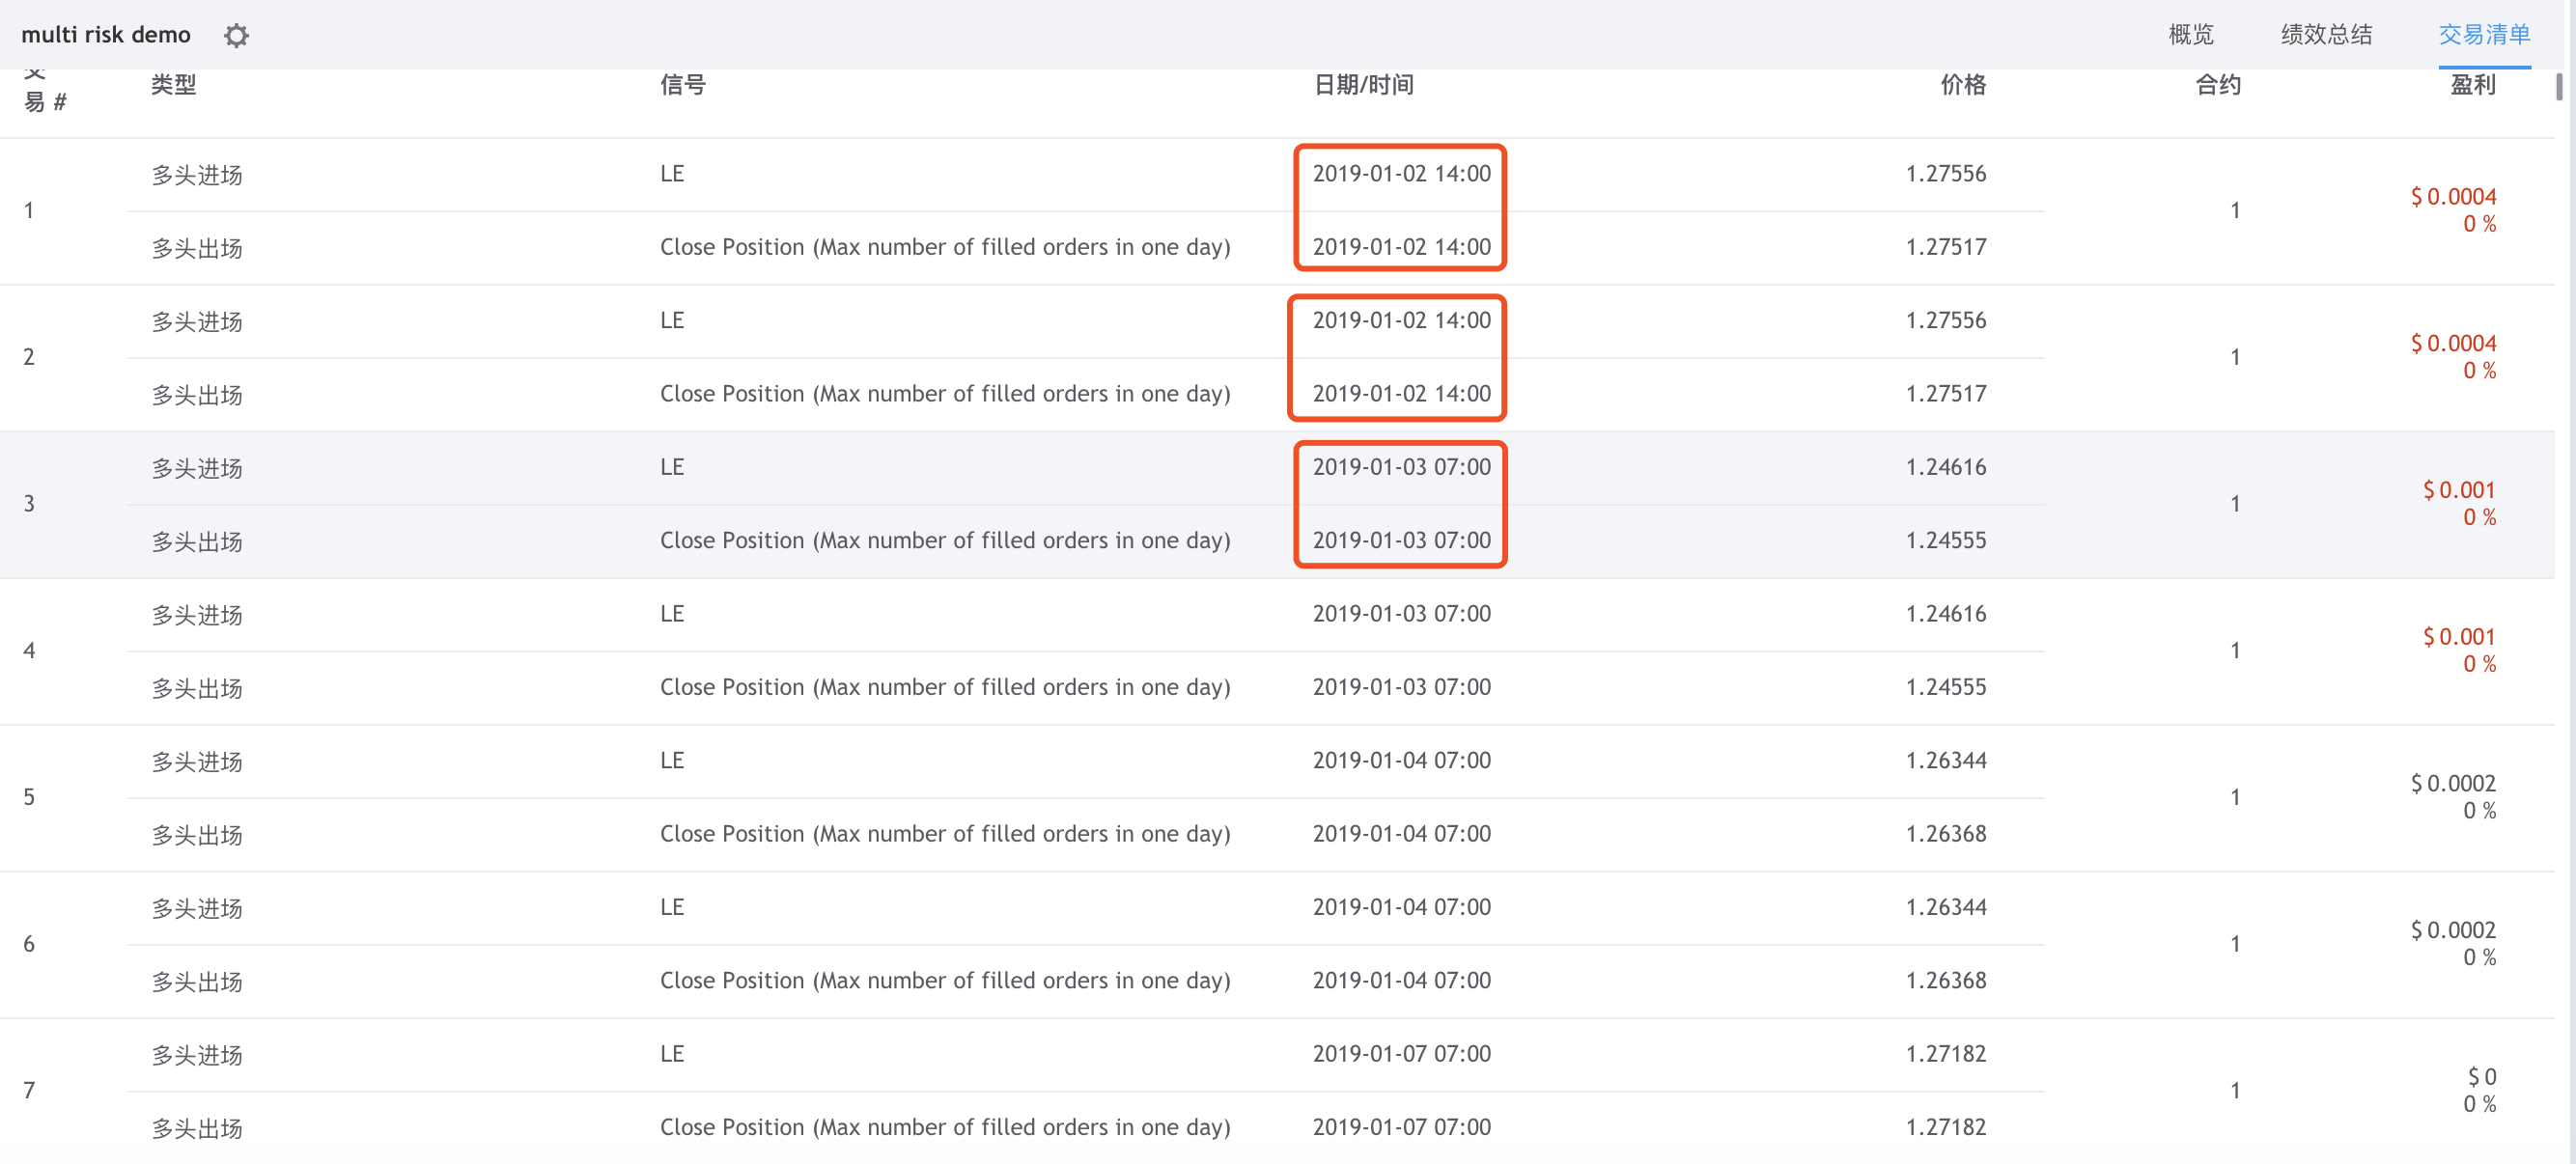 multi risk demo 概览 绩效总结 交易清单
交
易 # 类型 信号 日期/时间 价格 合约 盈利
1 多头进场 LE 2019-01-02 14:00 1.27556 1 $ 0.0004
0 %
多头出场 Close Position (Max number of filled orders in one day) 2019-01-02 14:00 1.27517
2 多头进场 LE 2019-01-02 14:00 1.27556 1 $ 0.0004
0 %
多头出场 Close Position (Max number of filled orders in one day) 2019-01-02 14:00 1.27517
3 多头进场 LE 2019-01-03 07:00 1.24616 1 $ 0.001
0 %
多头出场 Close Position (Max number of filled orders in one day) 2019-01-03 07:00 1.24555
4 多头进场 LE 2019-01-03 07:00 1.24616 1 $ 0.001
0 %
多头出场 Close Position (Max number of filled orders in one day) 2019-01-03 07:00 1.24555
5 多头进场 LE 2019-01-04 07:00 1.26344 1 $ 0.0002
0 %
多头出场 Close Position (Max number of filled orders in one day) 2019-01-04 07:00 1.26368
6 多头进场 LE 2019-01-04 07:00 1.26344 1 $ 0.0002
0 %
多头出场 Close Position (Max number of filled orders in one day) 2019-01-04 07:00 1.26368
7 多头进场 LE 2019-01-07 07:00 1.27182 1 $ 0
0 %
多头出场 Close Position (Max number of filled orders in one day) 2019-01-07 07:00 1.27182